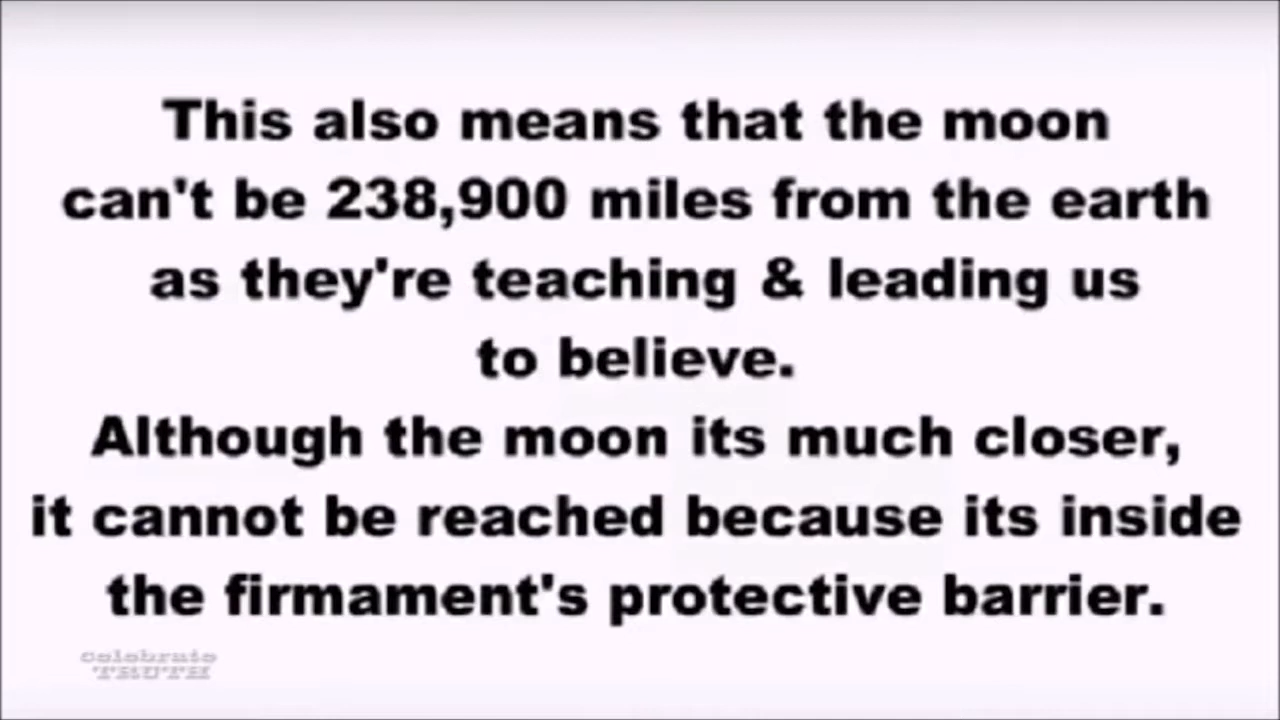 This also means that the moon
can't be 238,900 miles from the earth
as they're teaching & leading us
to believe.
Although the moon its much closer,
it cannot be reached because its inside
the firmament's protective barrier.
Celebrate
TRUTH